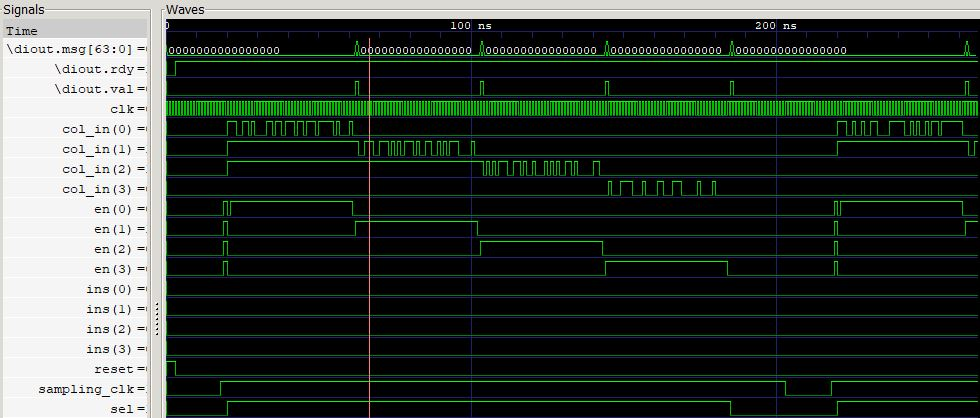 Signals
Waves
Time
0
100 ns
200 ns
\diout.msg[63:0] =
0000000000000000
0000000000000000
0000000000000000
0000000000000000
0000000000000000
\diout.rdy =
\diout.val =
clk =
col_in(0) =
col_in(1) =
col_in(2) =
col_in(3) =
en(0) =
en(1) =
en(2) =
en(3) =
ins(0) =
ins(1) =
ins(2) =
ins(3) =
reset =
sampling_clk =
sel =